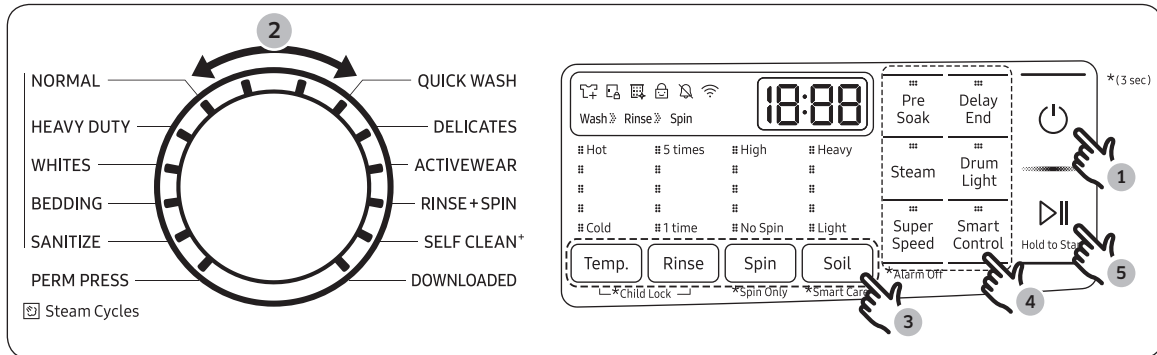 2
NORMAL
HEAVY DUTY
WHITES
BEDDING
SANITIZE
PERM PRESS
Steam Cycles
QUICK WASH
DELICATES
ACTIVEWEAR
RINSE+SPIN
SELF CLEAN+
DOWNLOADED
Wash Rinse Spin
18:88
Hot 5 times High Heavy
Cold 1 time No Spin Light
Temp. Rinse Spin Soil
*Child Lock *Spin Only *Smart Care
3
Pre
Soak
Delay
End
Steam
Drum
Light
Super
Speed
Smart
Control
*Alarm Off
4
*(3 sec)
1
Hold to Start
5